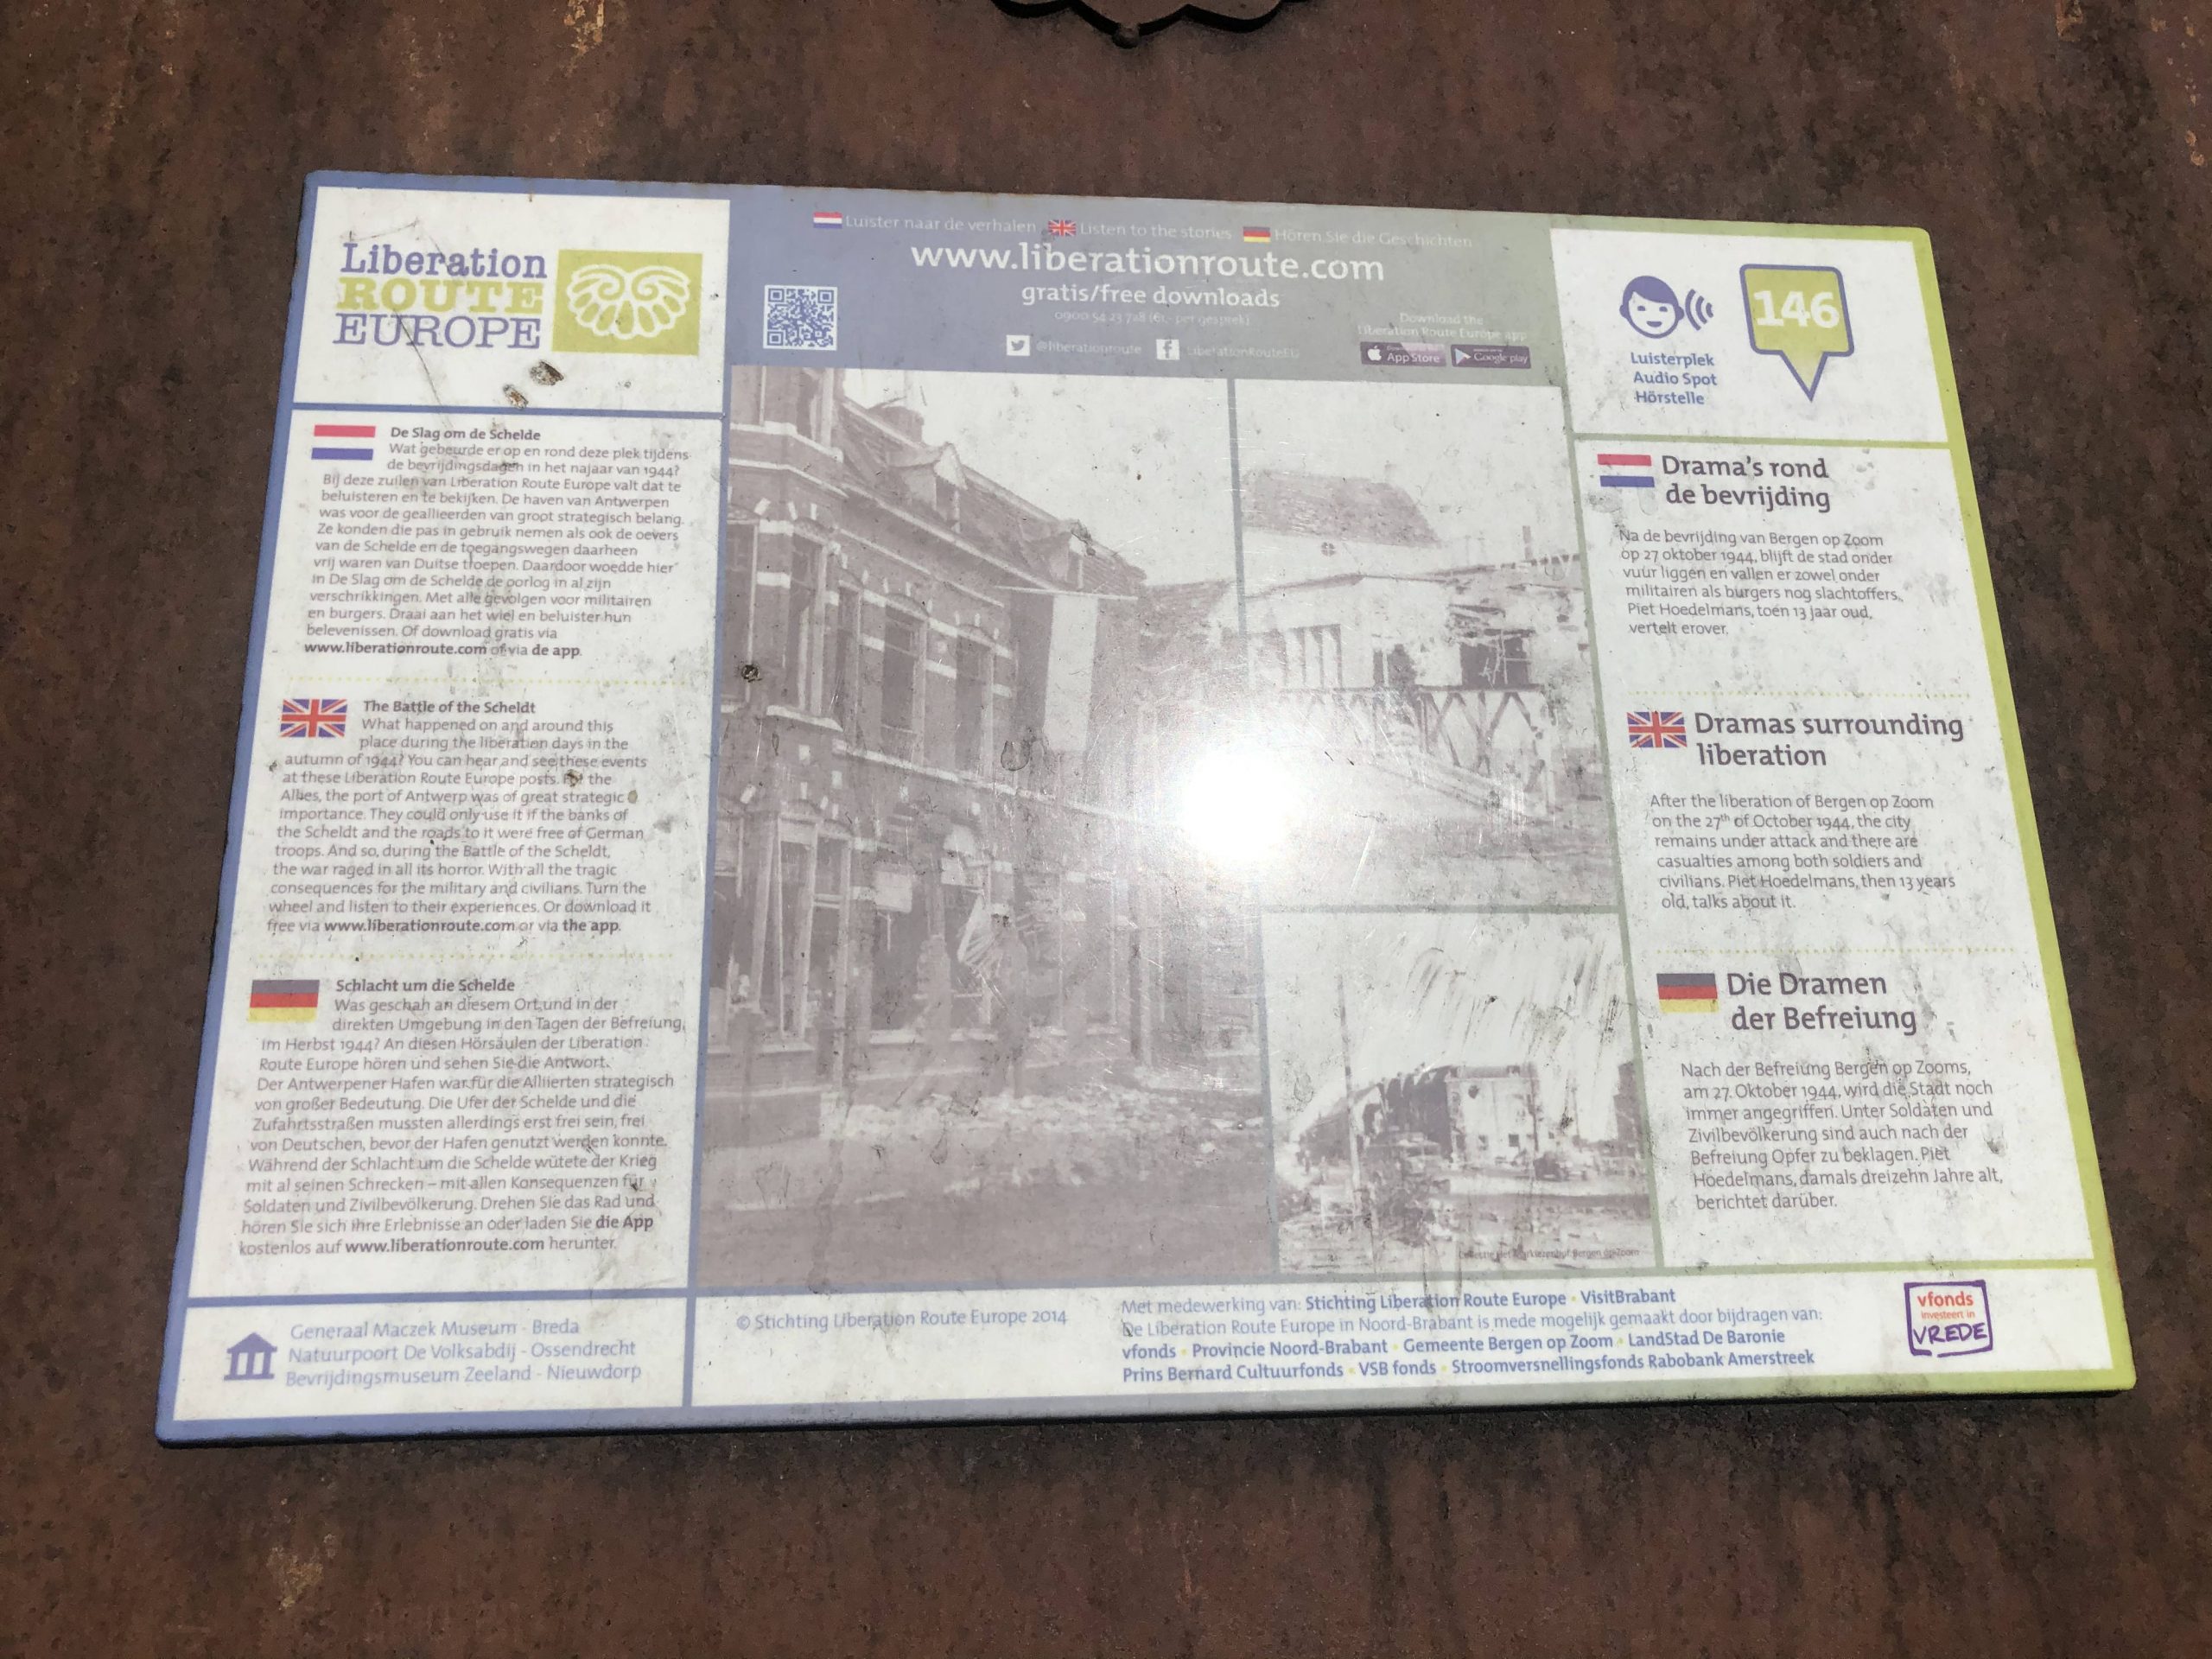 Liberation
ROUTE
EUROPE
Luister naar de verhalen Listen to the stories Hören Sie die Geschichten
www.liberationroute.com
gratis/free downloads
0900 54 23 728 (€1,- per gesprek)
@liberationroute LiberationRouteEU
Download the
Liberation Route Europe app
App Store Google play
Luisterplek
Audio Spot
Hörstelle
146
De Slag om de Schelde
Wat gebeurde er op en rond deze plek tijdens
de bevrijdingsdagen in het najaar van 1944?
Bij deze zuilen van Liberation Route Europe valt dat te
beluisteren en te bekijken. De haven van Antwerpen
was voor de geallieerden van groot strategisch belang.
Ze konden die pas in gebruik nemen als ook de oevers
van de Schelde en de toegangswegen daarheen
vrij waren van Duitse troepen. Daardoor woedde hier
in De Slag om de Schelde de oorlog in al zijn
verschrikkingen. Met alle gevolgen voor militairen
en burgers. Draai aan het wiel en beluister hun
belevenissen. Of download gratis via
www.liberationroute.com of via de app.
The Battle of the Scheldt
What happened on and around this
place during the liberation days in the
autumn of 1944? You can hear and see these events
at these Liberation Route Europe posts. For the
Allies, the port of Antwerp was of great strategic
importance. They could only use it if the banks of
the Scheldt and the roads to it were free of German
troops. And so, during the Battle of the Scheldt,
the war raged in all its horror. With all the tragic
consequences for the military and civilians. Turn the
wheel and listen to their experiences. Or download it
free via www.liberationroute.com or via the app.
Schlacht um die Schelde
Was geschah an diesem Ort und in der
direkten Umgebung in den Tagen der Befreiung
im Herbst 1944? An diesen Hörsäulen der Liberation
Route Europe hören und sehen Sie die Antwort.
Der Antwerpener Hafen war für die Alliierten strategisch
von großer Bedeutung. Die Ufer der Schelde und die
Zufahrtsstraßen mussten allerdings erst frei sein, frei
von Deutschen, bevor der Hafen genutzt werden konnte.
Während der Schlacht um die Schelde wütete der Krieg
mit al seinen Schrecken – mit allen Konsequenzen für
Soldaten und Zivilbevölkerung. Drehen Sie das Rad und
hören Sie sich ihre Erlebnisse an oder laden Sie die App
kostenlos auf www.liberationroute.com herunter.
Drama's rond
de bevrijding
Na de bevrijding van Bergen op Zoom
op 27 oktober 1944, blijft de stad onder
vuur liggen en vallen er zowel onder
militairen als burgers nog slachtoffers.
Piet Hoedelmans, toen 13 jaar oud,
vertelt erover.
Dramas surrounding
liberation
After the liberation of Bergen op Zoom
on the 27th of October 1944, the city
remains under attack and there are
casualties among both soldiers and
civilians. Piet Hoedelmans, then 13 years
old, talks about it.
Die Dramen
der Befreiung
Nach der Befreiung Bergen op Zooms,
am 27. Oktober 1944, wird die Stadt noch
immer angegriffen. Unter Soldaten und
Zivilbevölkerung sind auch nach der
Befreiung Opfer zu beklagen. Piet
Hoedelmans, damals dreizehn Jahre alt,
berichtet darüber.
Markiezenhof Bergen op Zoom
Generaal Maczek Museum - Breda
Natuurpoort De Volksabdij - Ossendrecht
Bevrijdingsmuseum Zeeland - Nieuwdorp
© Stichting Liberation Route Europe 2014
Met medewerking van: Stichting Liberation Route Europe • VisitBrabant
De Liberation Route Europe in Noord-Brabant is mede mogelijk gemaakt door bijdragen van:
vfonds • Provincie Noord-Brabant • Gemeente Bergen op Zoom • LandStad De Baronie
Prins Bernard Cultuurfonds • VSB fonds • Stroomversnellingsfonds Rabobank Amerstreek
vfonds
investeert in
VREDE